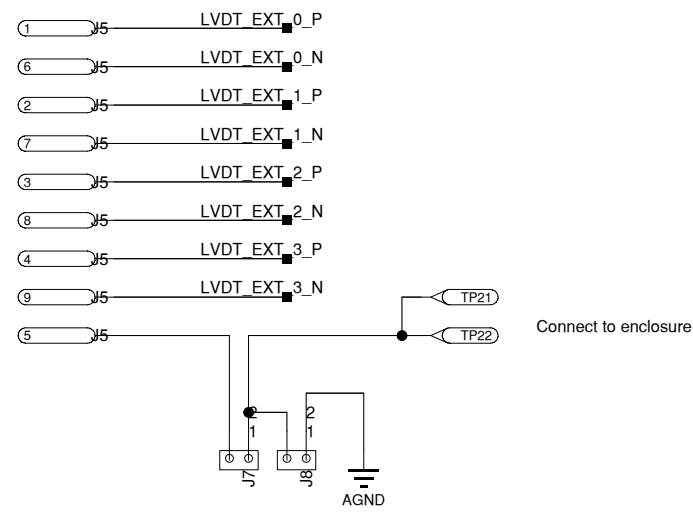 1 J5 LVDT_EXT_0_P
6 J5 LVDT_EXT_0_N
2 J5 LVDT_EXT_1_P
7 J5 LVDT_EXT_1_N
3 J5 LVDT_EXT_2_P
8 J5 LVDT_EXT_2_N
4 J5 LVDT_EXT_3_P
9 J5 LVDT_EXT_3_N
TP21
5 J5
TP22
Connect to enclosure
2 2
1 1
J7 J8
AGND